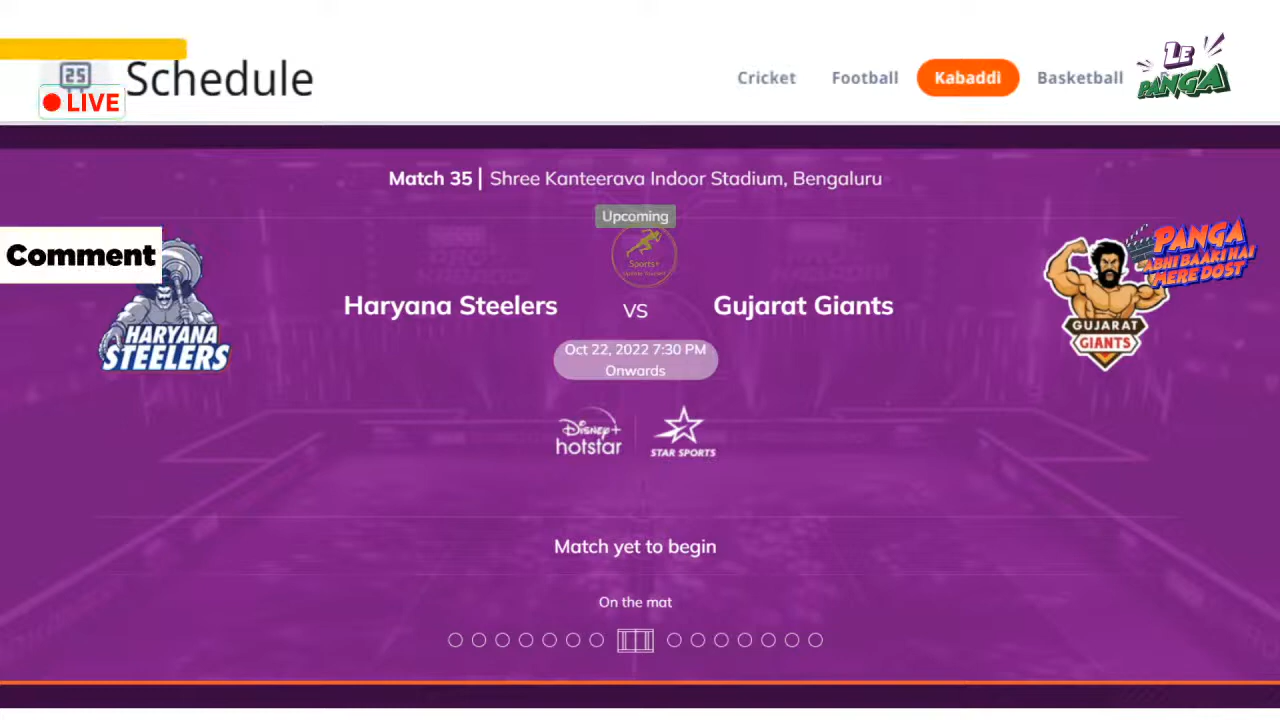 25
Schedule
LIVE
Cricket
Football
Kabaddi
Basketball
LE
PANGA
Match 35 | Shree Kanteerava Indoor Stadium, Bengaluru
Upcoming
Sports+
Comment
PANGA
ABHI BAAKI HAI
MERE DOST
Haryana Steelers
VS
Gujarat Giants
HARYANA
STEELERS
GUJARAT
GIANTS
Oct 22, 2022 7:30 PM
Onwards
Disney+
hotstar
STAR SPORTS
Match yet to begin
On the mat